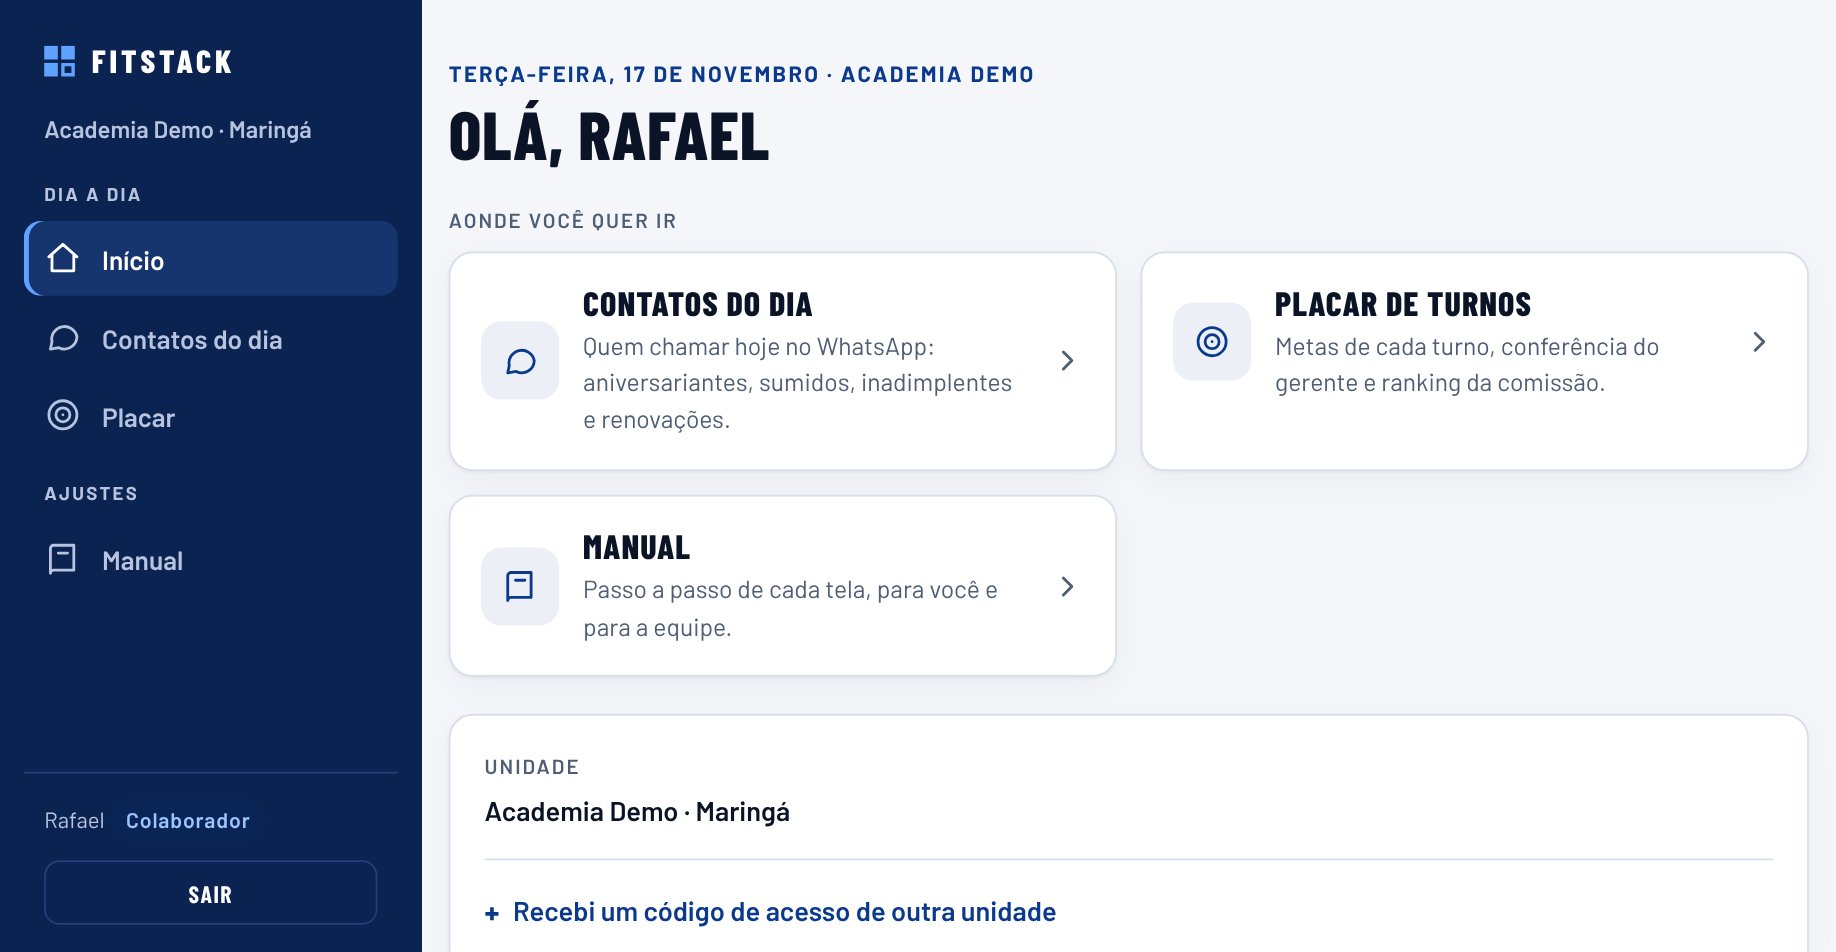 FITSTACK
Academia Demo · Maringá
DIA A DIA
Início
Contatos do dia
Placar
AJUSTES
Manual
Rafael Colaborador
SAIR
TERÇA-FEIRA, 17 DE NOVEMBRO · ACADEMIA DEMO
OLÁ, RAFAEL
AONDE VOCÊ QUER IR
CONTATOS DO DIA
Quem chamar hoje no WhatsApp:
aniversariantes, sumidos, inadimplentes
e renovações.
PLACAR DE TURNOS
Metas de cada turno, conferência do
gerente e ranking da comissão.
MANUAL
Passo a passo de cada tela, para você e
para a equipe.
UNIDADE
Academia Demo · Maringá
+ Recebi um código de acesso de outra unidade